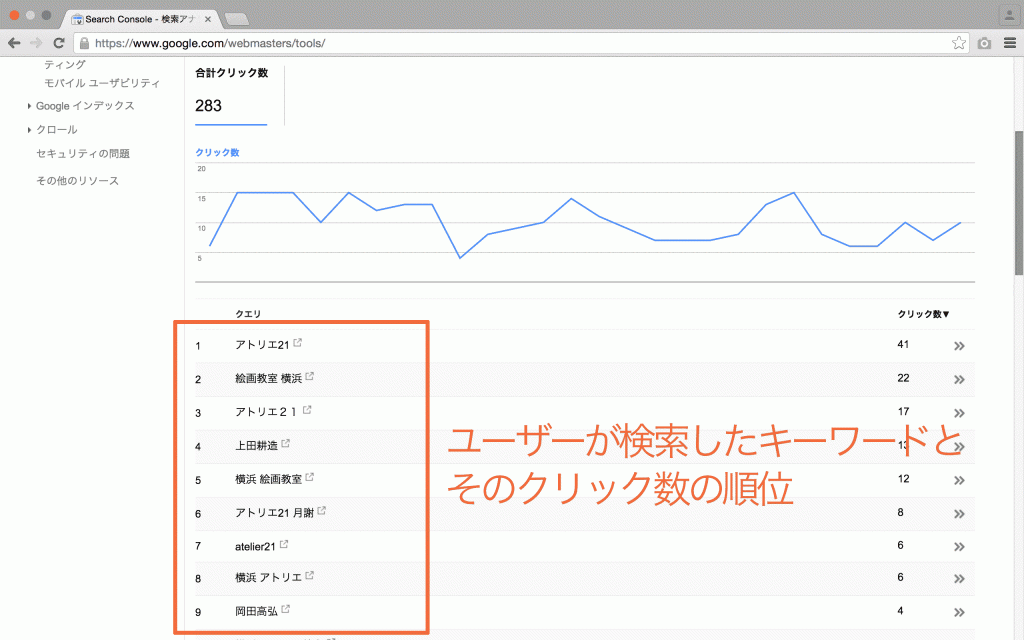 Search Console - 検索アナ
https://www.google.com/webmasters/tools/
ティング
モバイル ユーザビリティ
Google インデックス
クロール
セキュリティの問題
その他のリソース
合計クリック数
283
クリック数
20
15
10
5
クエリ クリック数▼
1 アトリエ21 41
2 絵画教室 横浜 22
3 アトリエ２１ 17
4 上田耕造 13
5 横浜 絵画教室 12
6 アトリエ21 月謝 8
7 atelier21 6
8 横浜 アトリエ 6
9 岡田高弘 4
ユーザーが検索したキーワードと
そのクリック数の順位